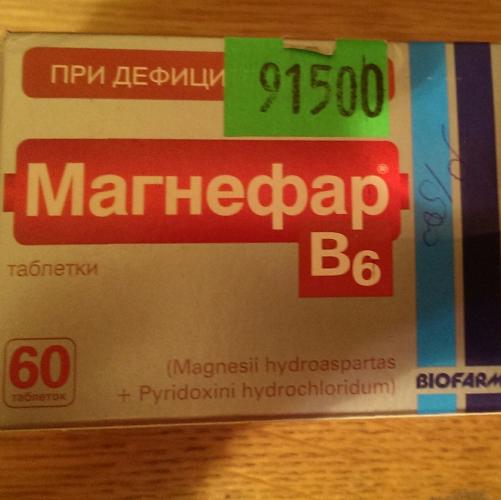 ПРИ ДЕФИЦИ
91500
Магнефар®
B6
таблетки
60
таблеток
(Magnesii hydroaspartas
+ Pyridoxini hydrochloridum)
BIOFARM